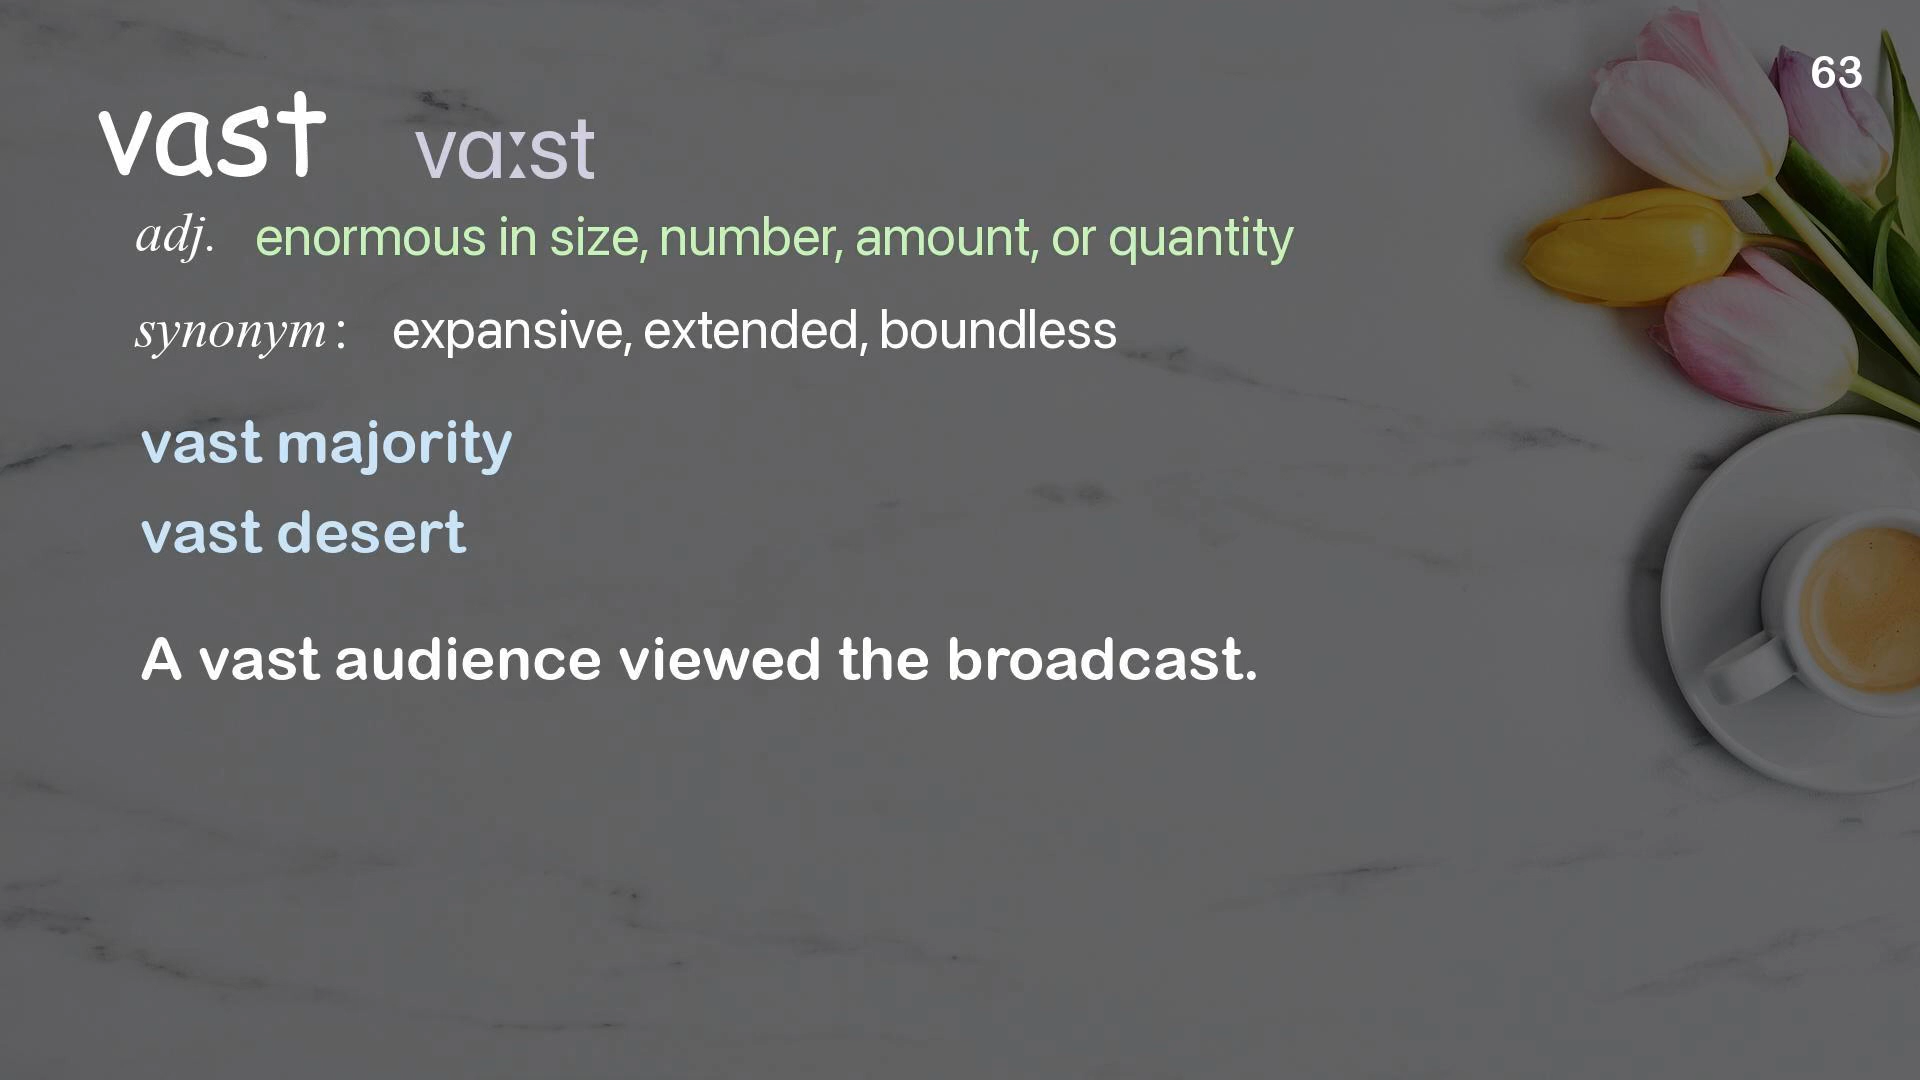 63
vast vɑːst
adj. enormous in size, number, amount, or quantity
synonym : expansive, extended, boundless
vast majority
vast desert
A vast audience viewed the broadcast.